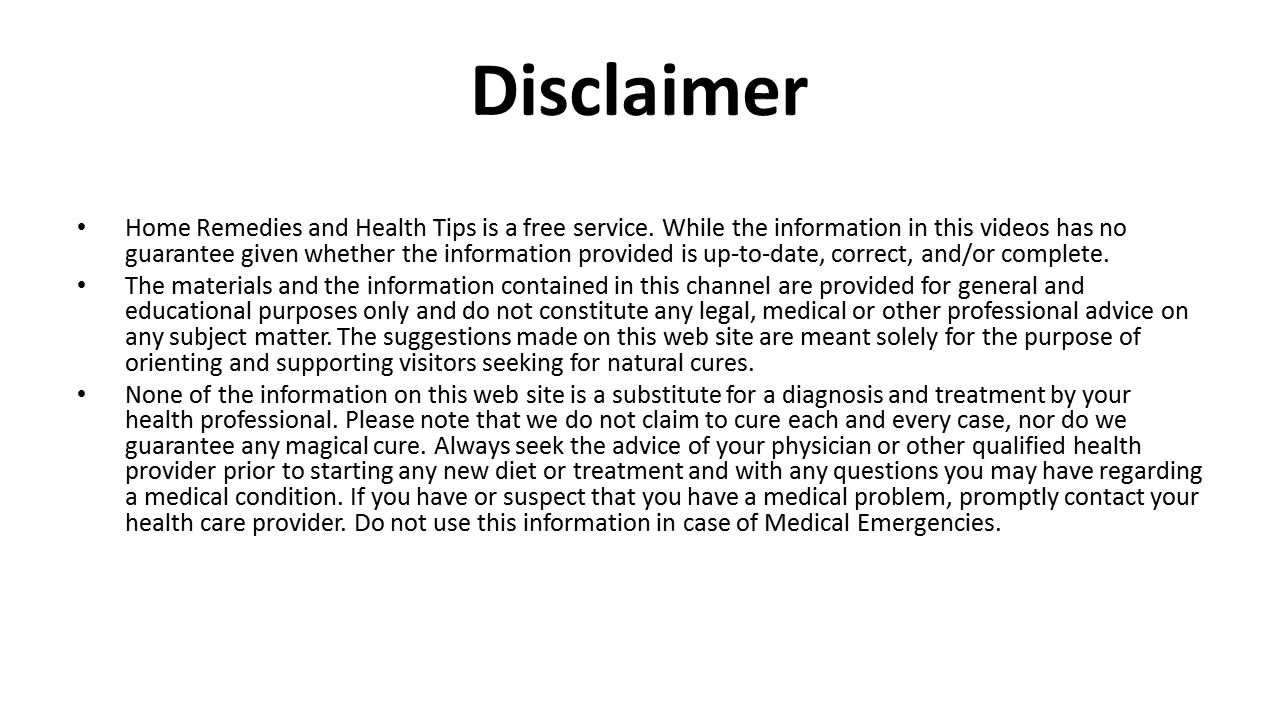 Disclaimer
• Home Remedies and Health Tips is a free service. While the information in this videos has no
guarantee given whether the information provided is up-to-date, correct, and/or complete.
• The materials and the information contained in this channel are provided for general and
educational purposes only and do not constitute any legal, medical or other professional advice on
any subject matter. The suggestions made on this web site are meant solely for the purpose of
orienting and supporting visitors seeking for natural cures.
• None of the information on this web site is a substitute for a diagnosis and treatment by your
health professional. Please note that we do not claim to cure each and every case, nor do we
guarantee any magical cure. Always seek the advice of your physician or other qualified health
provider prior to starting any new diet or treatment and with any questions you may have regarding
a medical condition. If you have or suspect that you have a medical problem, promptly contact your
health care provider. Do not use this information in case of Medical Emergencies.